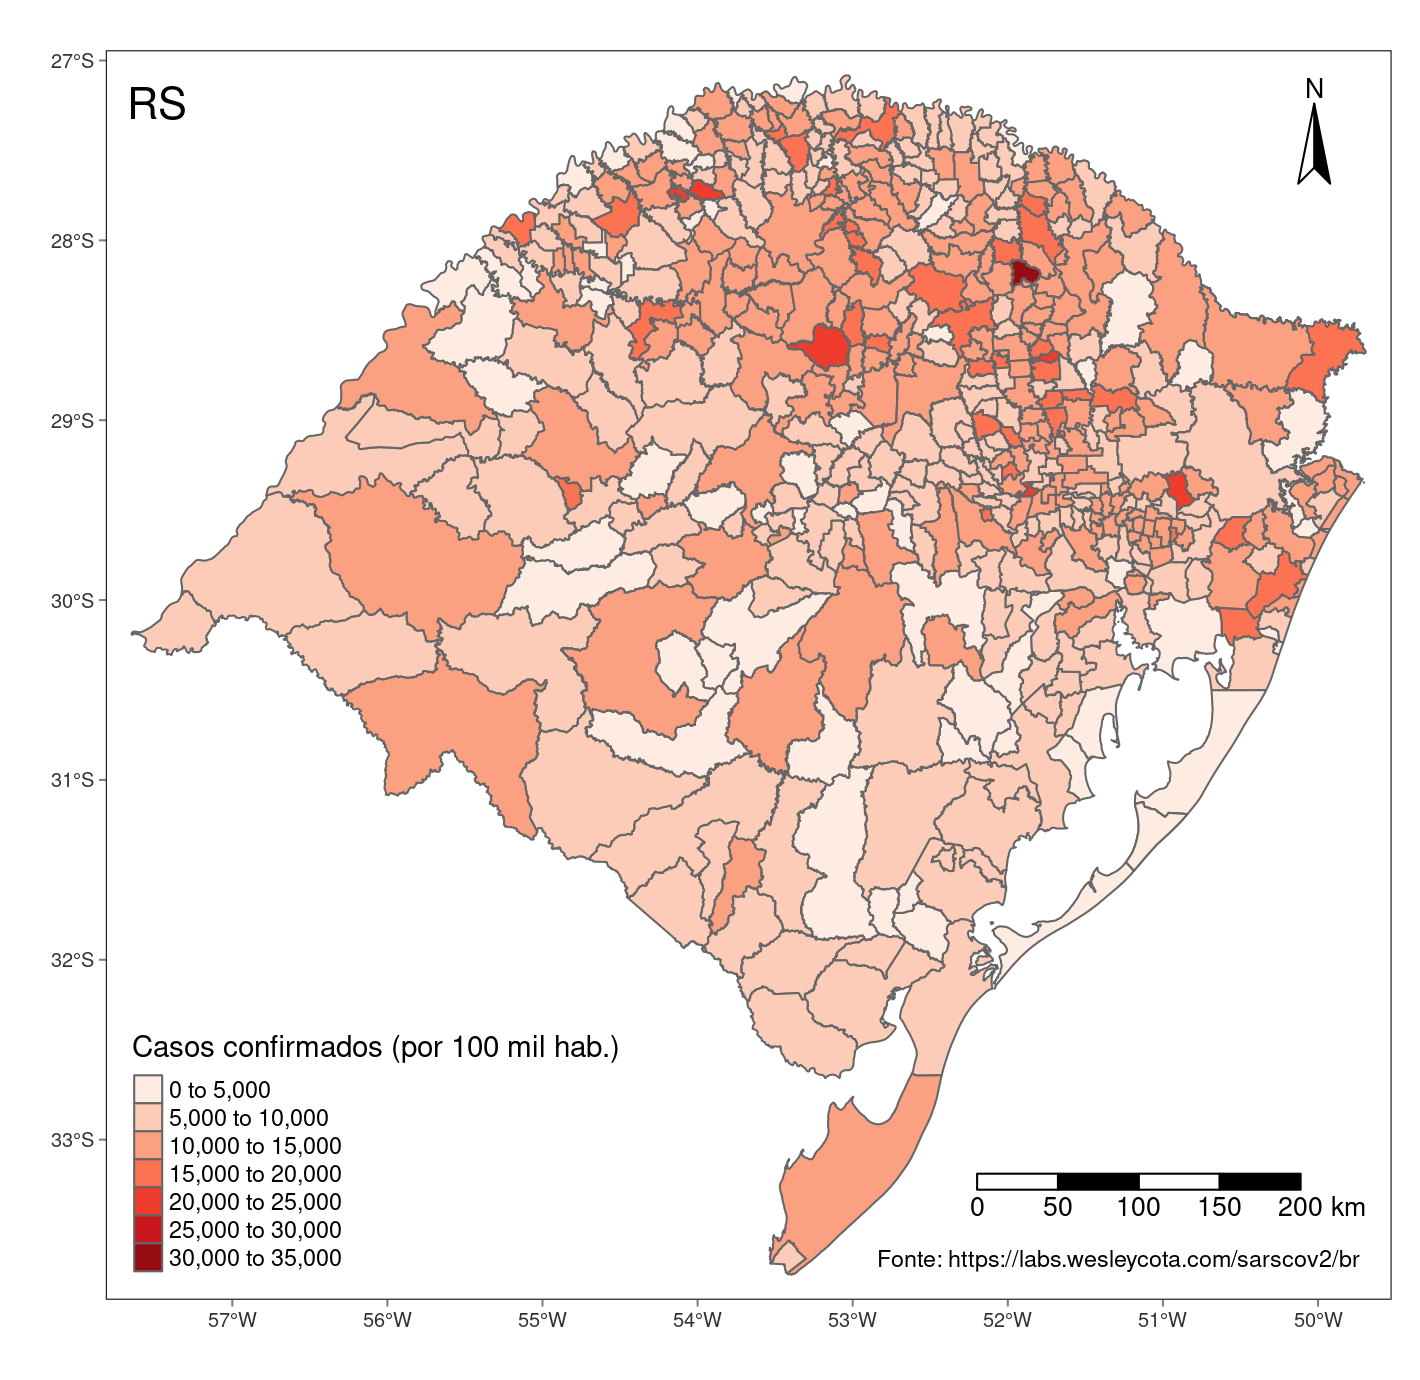 27°S
RS
N
28°S
29°S
30°S
31°S
32°S
33°S
Casos confirmados (por 100 mil hab.)
0 to 5,000
5,000 to 10,000
10,000 to 15,000
15,000 to 20,000
20,000 to 25,000
25,000 to 30,000
30,000 to 35,000
0 50 100 150 200 km
Fonte: https://labs.wesleycota.com/sarscov2/br
57°W 56°W 55°W 54°W 53°W 52°W 51°W 50°W